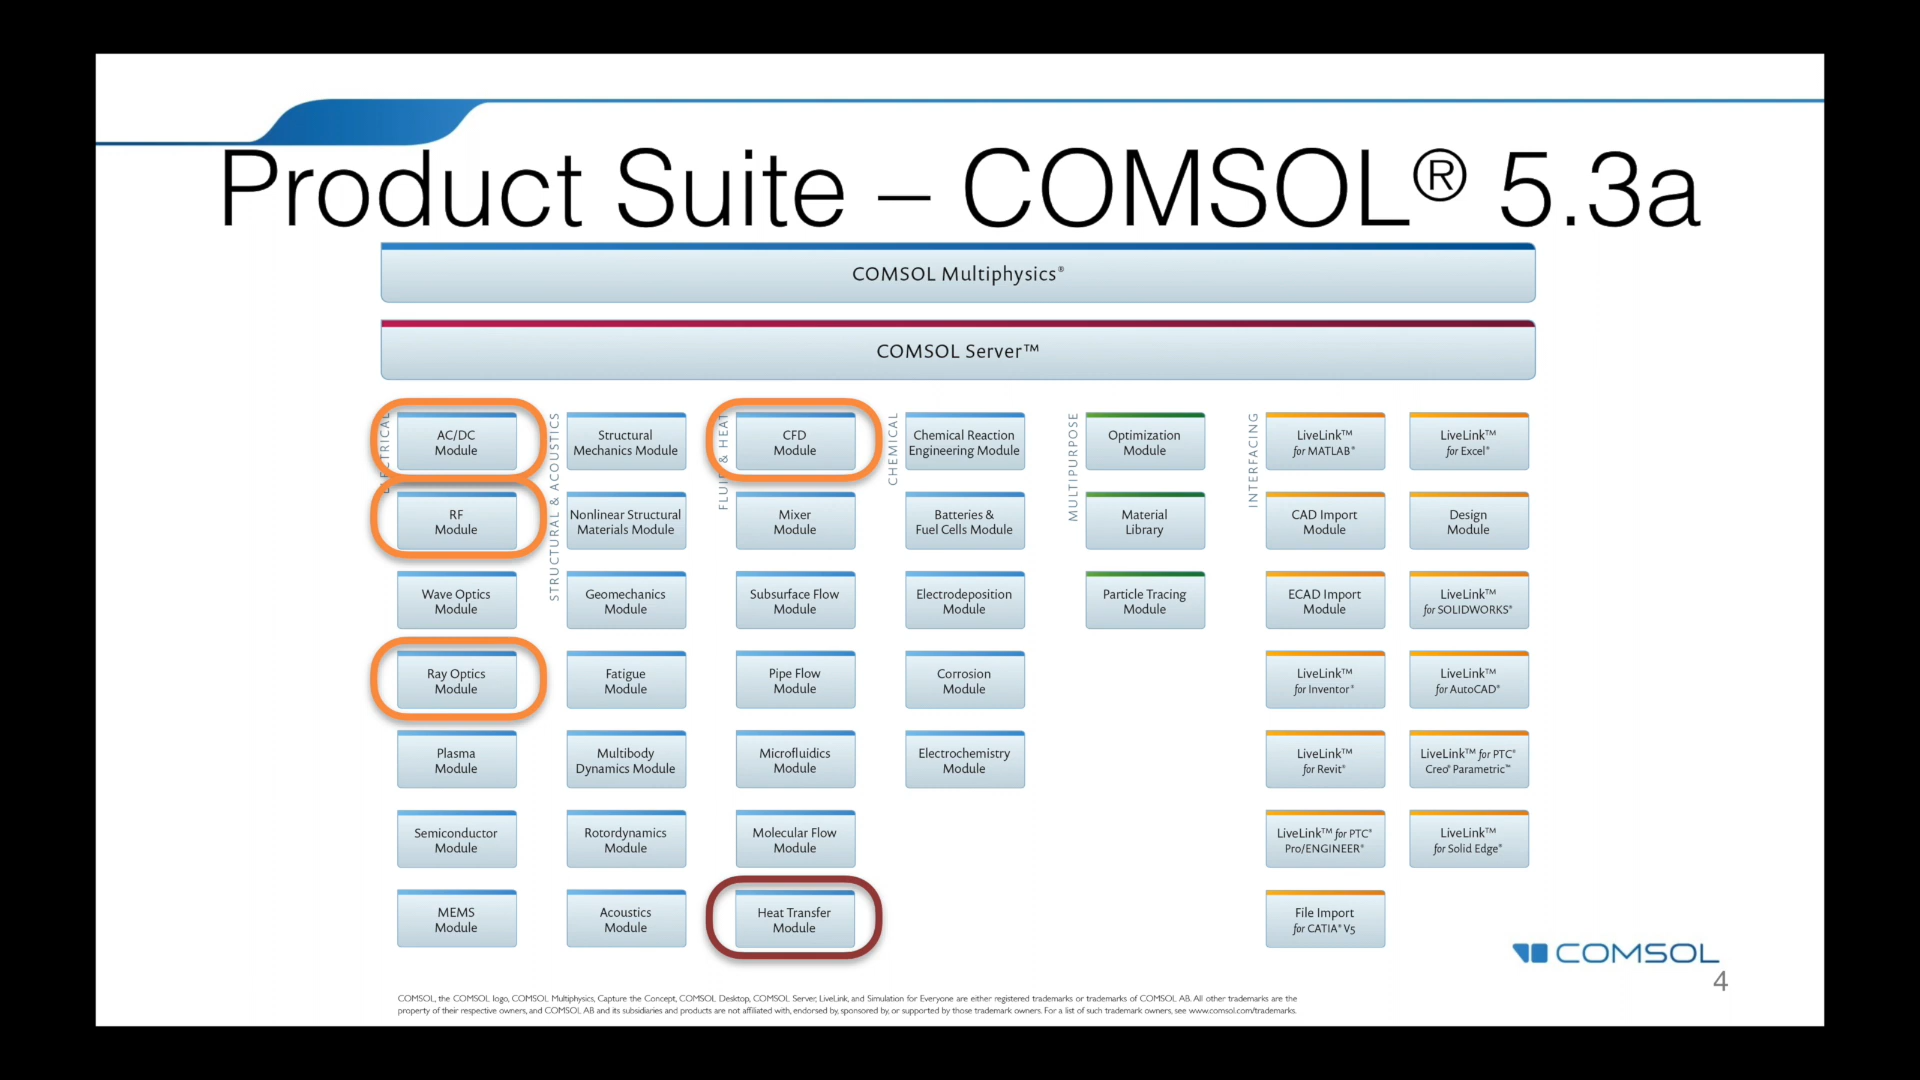 Product Suite – COMSOL® 5.3a
COMSOL Multiphysics®
COMSOL Server™
ELECTRICAL
AC/DC
Module
RF
Module
Wave Optics
Module
Ray Optics
Module
Plasma
Module
Semiconductor
Module
MEMS
Module
STRUCTURAL & ACOUSTICS
Structural
Mechanics Module
Nonlinear Structural
Materials Module
Geomechanics
Module
Fatigue
Module
Multibody
Dynamics Module
Rotordynamics
Module
Acoustics
Module
FLUID & HEAT
CFD
Module
Mixer
Module
Subsurface Flow
Module
Pipe Flow
Module
Microfluidics
Module
Molecular Flow
Module
Heat Transfer
Module
CHEMICAL
Chemical Reaction
Engineering Module
Batteries &
Fuel Cells Module
Electrodeposition
Module
Corrosion
Module
Electrochemistry
Module
MULTIPURPOSE
Optimization
Module
Material
Library
Particle Tracing
Module
INTERFACING
LiveLink™
for MATLAB®
CAD Import
Module
ECAD Import
Module
LiveLink™
for Inventor®
LiveLink™
for Revit®
LiveLink™ for PTC®
Pro/ENGINEER®
File Import
for CATIA® V5
LiveLink™
for Excel®
Design
Module
LiveLink™
for SOLIDWORKS®
LiveLink™
for AutoCAD®
LiveLink™ for PTC®
Creo® Parametric™
LiveLink™
for Solid Edge®
COMSOL
4
COMSOL, the COMSOL logo, COMSOL Multiphysics, Capture the Concept, COMSOL Desktop, COMSOL Server, LiveLink, and Simulation for Everyone are either registered trademarks or trademarks of COMSOL AB. All other trademarks are the
property of their respective owners, and COMSOL AB and its subsidiaries and products are not affiliated with, endorsed by, sponsored by, or supported by those trademark owners. For a list of such trademark owners, see www.comsol.com/trademarks.